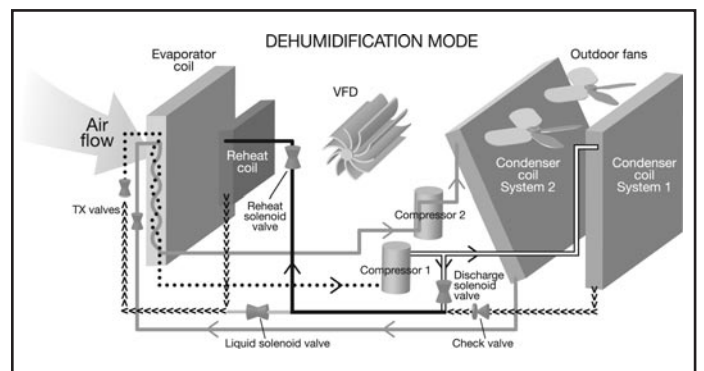 DEHUMIDIFICATION MODE
Evaporator
coil
Outdoor fans
VFD
Air
flow
Reheat
coil
Condenser
coil
System 2
Condenser
coil
System 1
TX valves
Reheat
solenoid
valve
Compressor 2
Compressor 1
Discharge
solenoid
valve
Liquid solenoid valve
Check valve